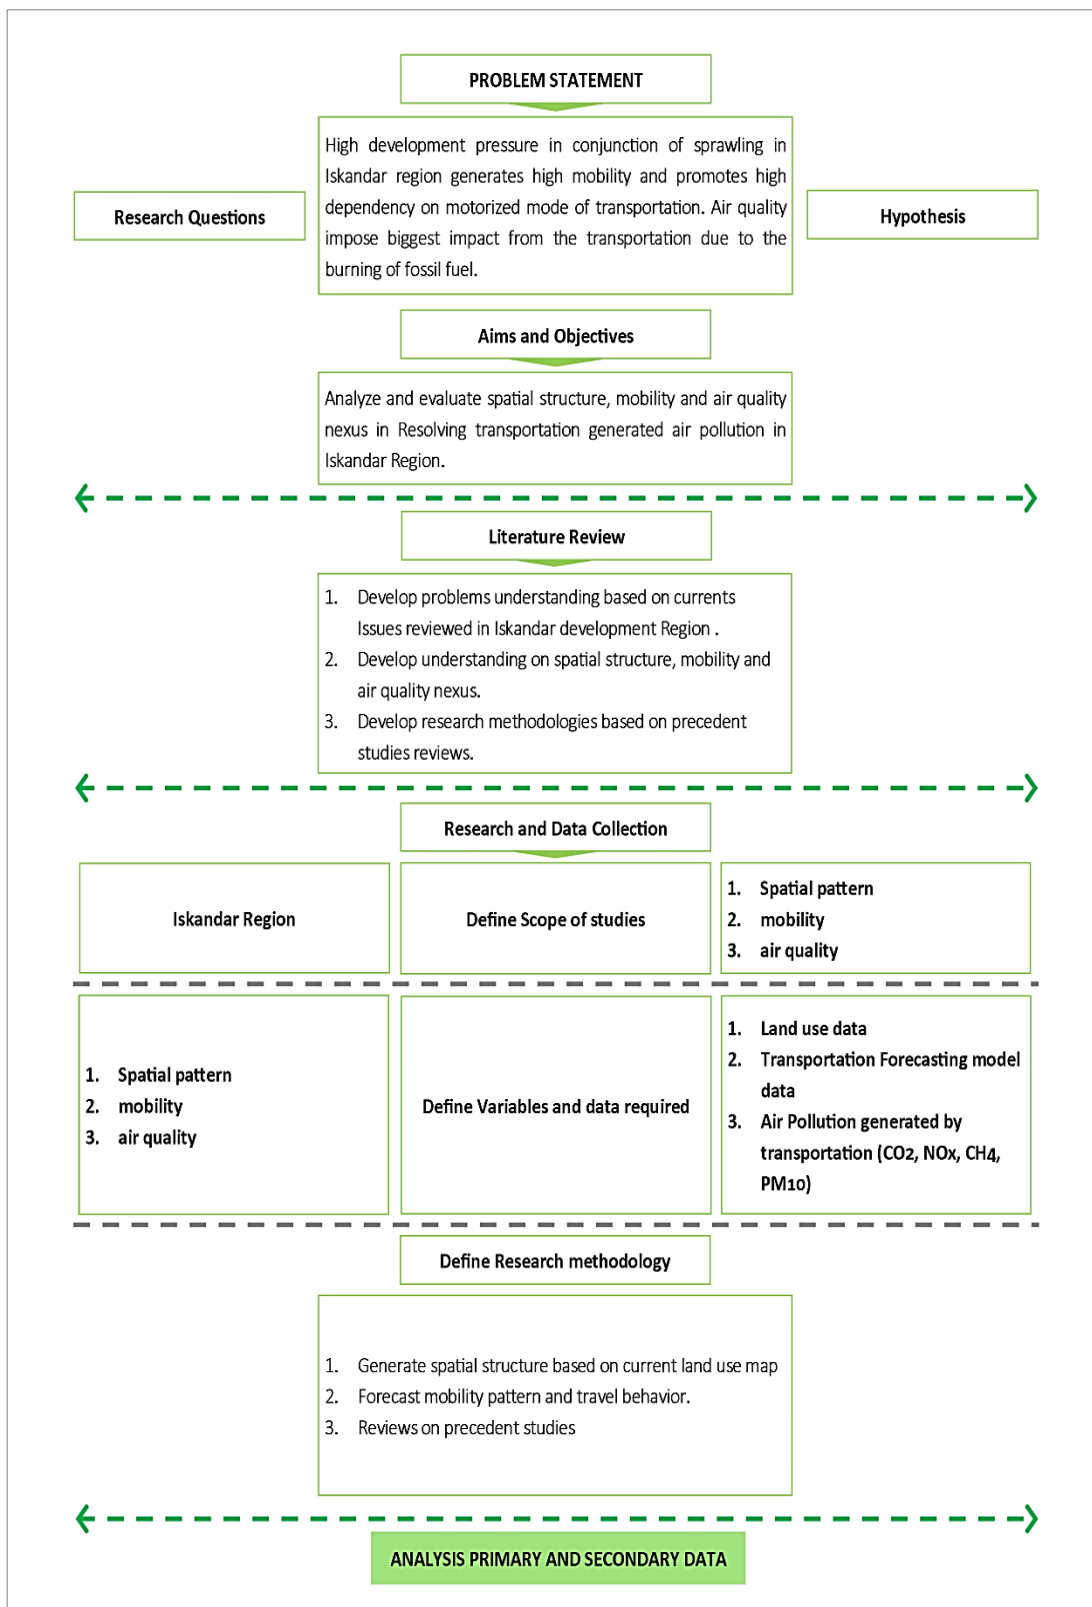 PROBLEM STATEMENT
High development pressure in conjunction of sprawling in
Iskandar region generates high mobility and promotes high
dependency on motorized mode of transportation. Air quality
impose biggest impact from the transportation due to the
burning of fossil fuel.
Research Questions
Hypothesis
Aims and Objectives
Analyze and evaluate spatial structure, mobility and air quality
nexus in Resolving transportation generated air pollution in
Iskandar Region.
Literature Review
1. Develop problems understanding based on currents
Issues reviewed in Iskandar development Region .
2. Develop understanding on spatial structure, mobility and
air quality nexus.
3. Develop research methodologies based on precedent
studies reviews.
Research and Data Collection
Iskandar Region
Define Scope of studies
1. Spatial pattern
2. mobility
3. air quality
1. Spatial pattern
2. mobility
3. air quality
Define Variables and data required
1. Land use data
2. Transportation Forecasting model
data
3. Air Pollution generated by
transportation (CO2, NOx, CH4,
PM10)
Define Research methodology
1. Generate spatial structure based on current land use map
2. Forecast mobility pattern and travel behavior.
3. Reviews on precedent studies
ANALYSIS PRIMARY AND SECONDARY DATA